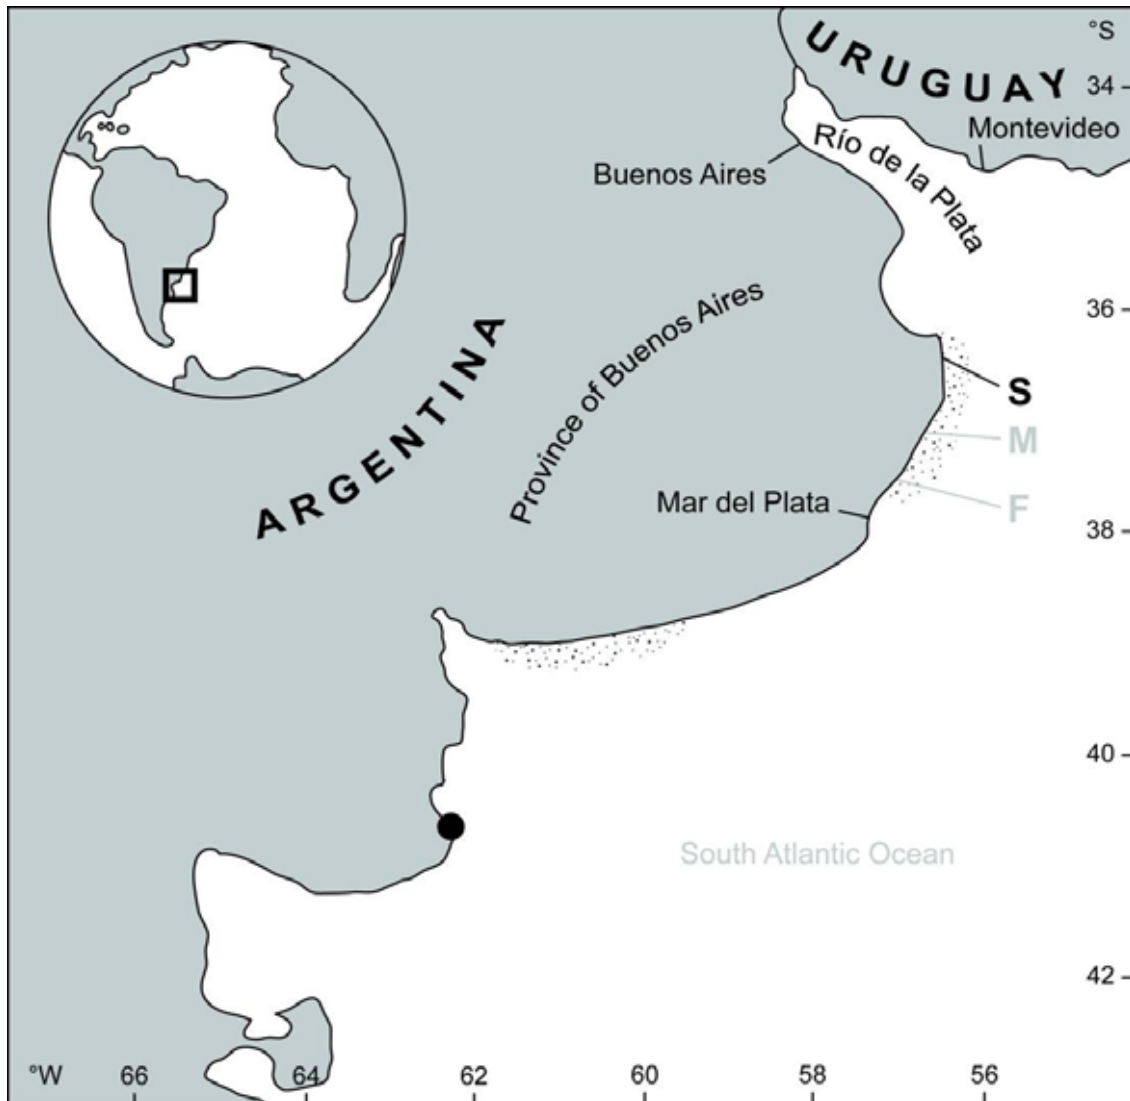 °S
URUGUAY
34
Montevideo
Río de la Plata
Buenos Aires
36
Province of Buenos Aires
ARGENTINA
S
M
F
Mar del Plata
38
40
South Atlantic Ocean
42
°W 66 64 62 60 58 56